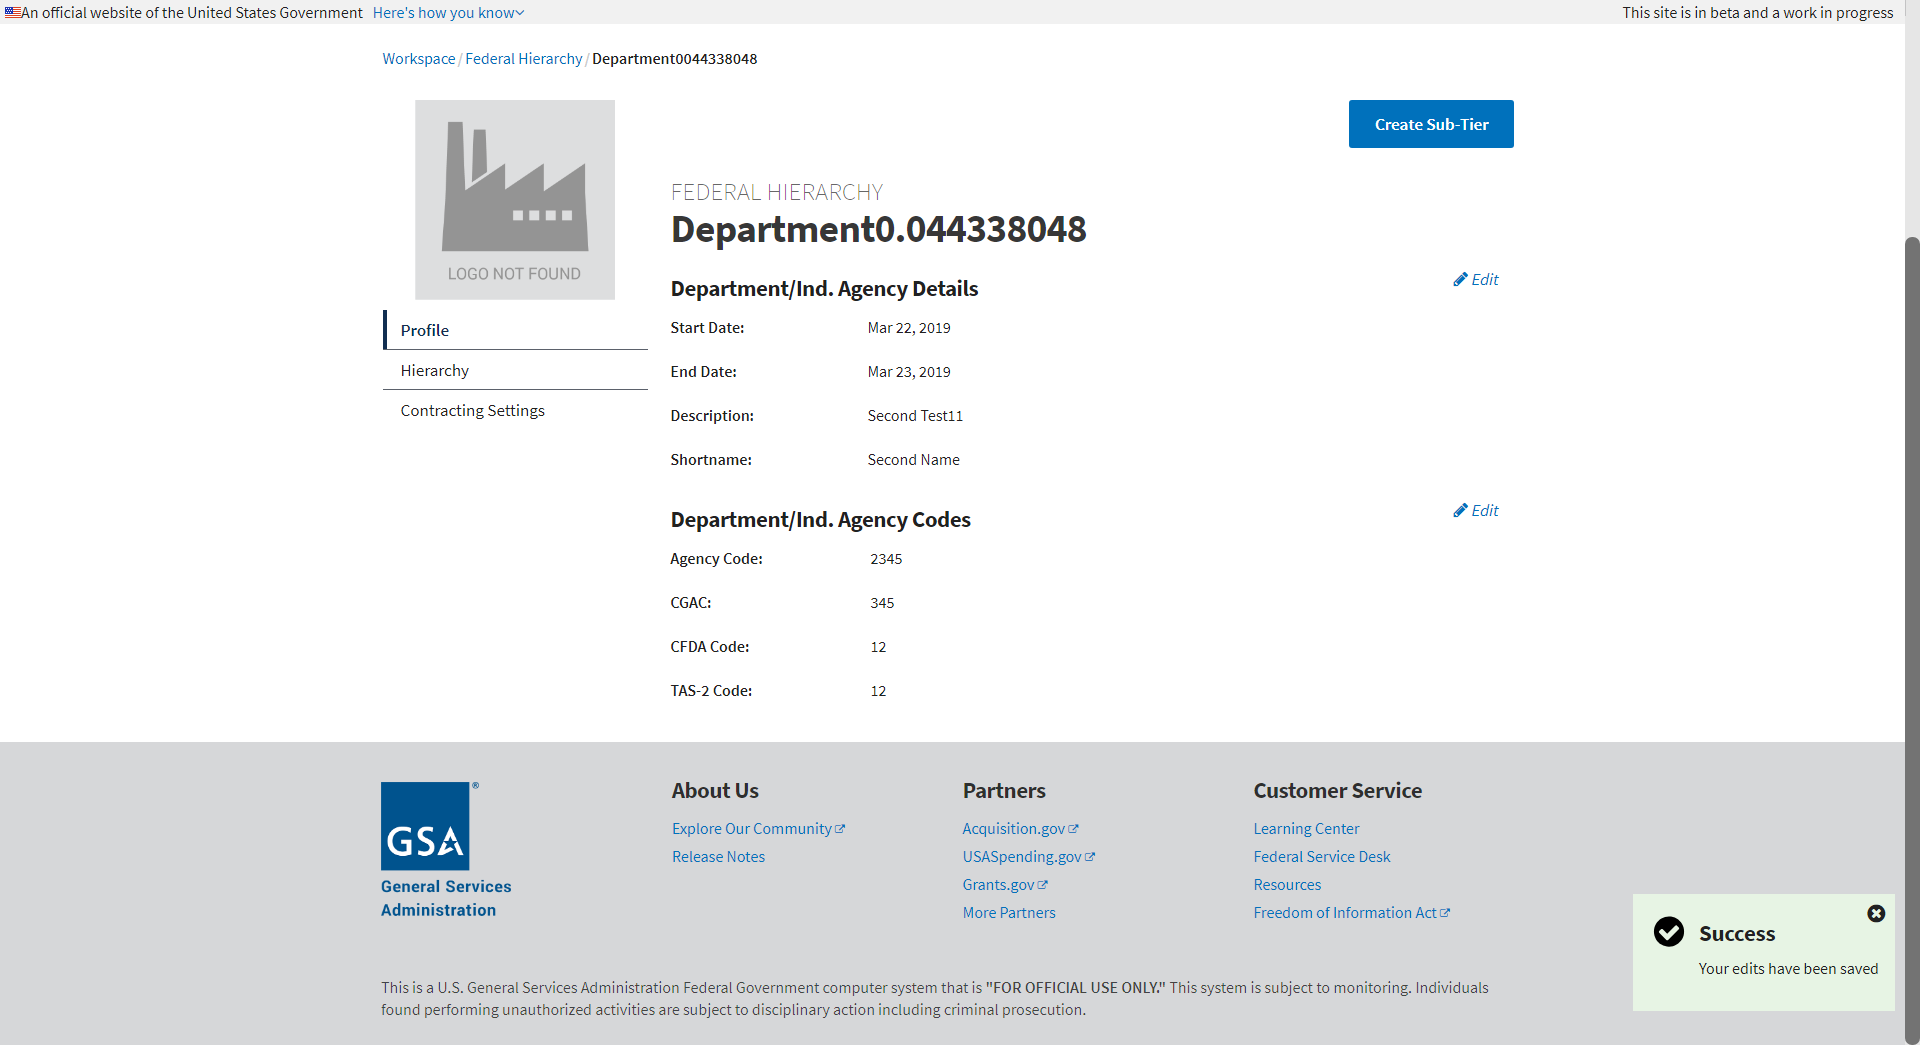 An official website of the United States Government Here's how you know
This site is in beta and a work in progress
Workspace / Federal Hierarchy / Department0044338048
LOGO NOT FOUND
Profile
Hierarchy
Contracting Settings
Create Sub-Tier
FEDERAL HIERARCHY
Department0.044338048
Department/Ind. Agency Details
Edit
Start Date: Mar 22, 2019
End Date: Mar 23, 2019
Description: Second Test11
Shortname: Second Name
Department/Ind. Agency Codes
Edit
Agency Code: 2345
CGAC: 345
CFDA Code: 12
TAS-2 Code: 12
GSA ®
General Services
Administration
About Us
Explore Our Community
Release Notes
Partners
Acquisition.gov
USASpending.gov
Grants.gov
More Partners
Customer Service
Learning Center
Federal Service Desk
Resources
Freedom of Information Act
Success
Your edits have been saved
This is a U.S. General Services Administration Federal Government computer system that is "FOR OFFICIAL USE ONLY." This system is subject to monitoring. Individuals
found performing unauthorized activities are subject to disciplinary action including criminal prosecution.